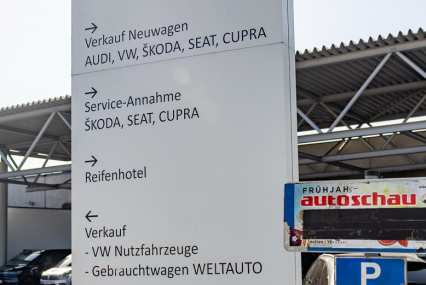 →
Verkauf Neuwagen
AUDI, VW, ŠKODA, SEAT, CUPRA
→
Service-Annahme
ŠKODA, SEAT, CUPRA
→
Reifenhotel
←
Verkauf
- VW Nutzfahrzeuge
- Gebrauchtwagen WELTAUTO
FRÜHJAHR
autoschau
P